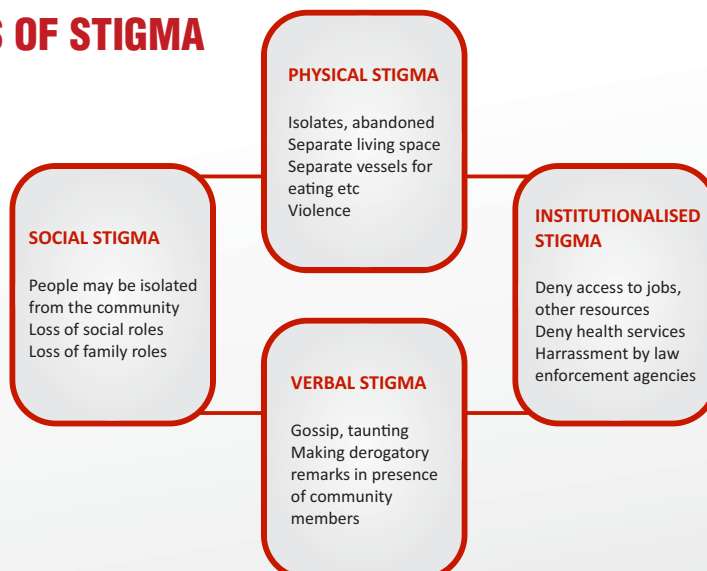 S OF STIGMA
PHYSICAL STIGMA
Isolates, abandoned
Separate living space
Separate vessels for
eating etc
Violence
SOCIAL STIGMA
People may be isolated
from the community
Loss of social roles
Loss of family roles
INSTITUTIONALISED
STIGMA
Deny access to jobs,
other resources
Deny health services
Harrassment by law
enforcement agencies
VERBAL STIGMA
Gossip, taunting
Making derogatory
remarks in presence
of community
members